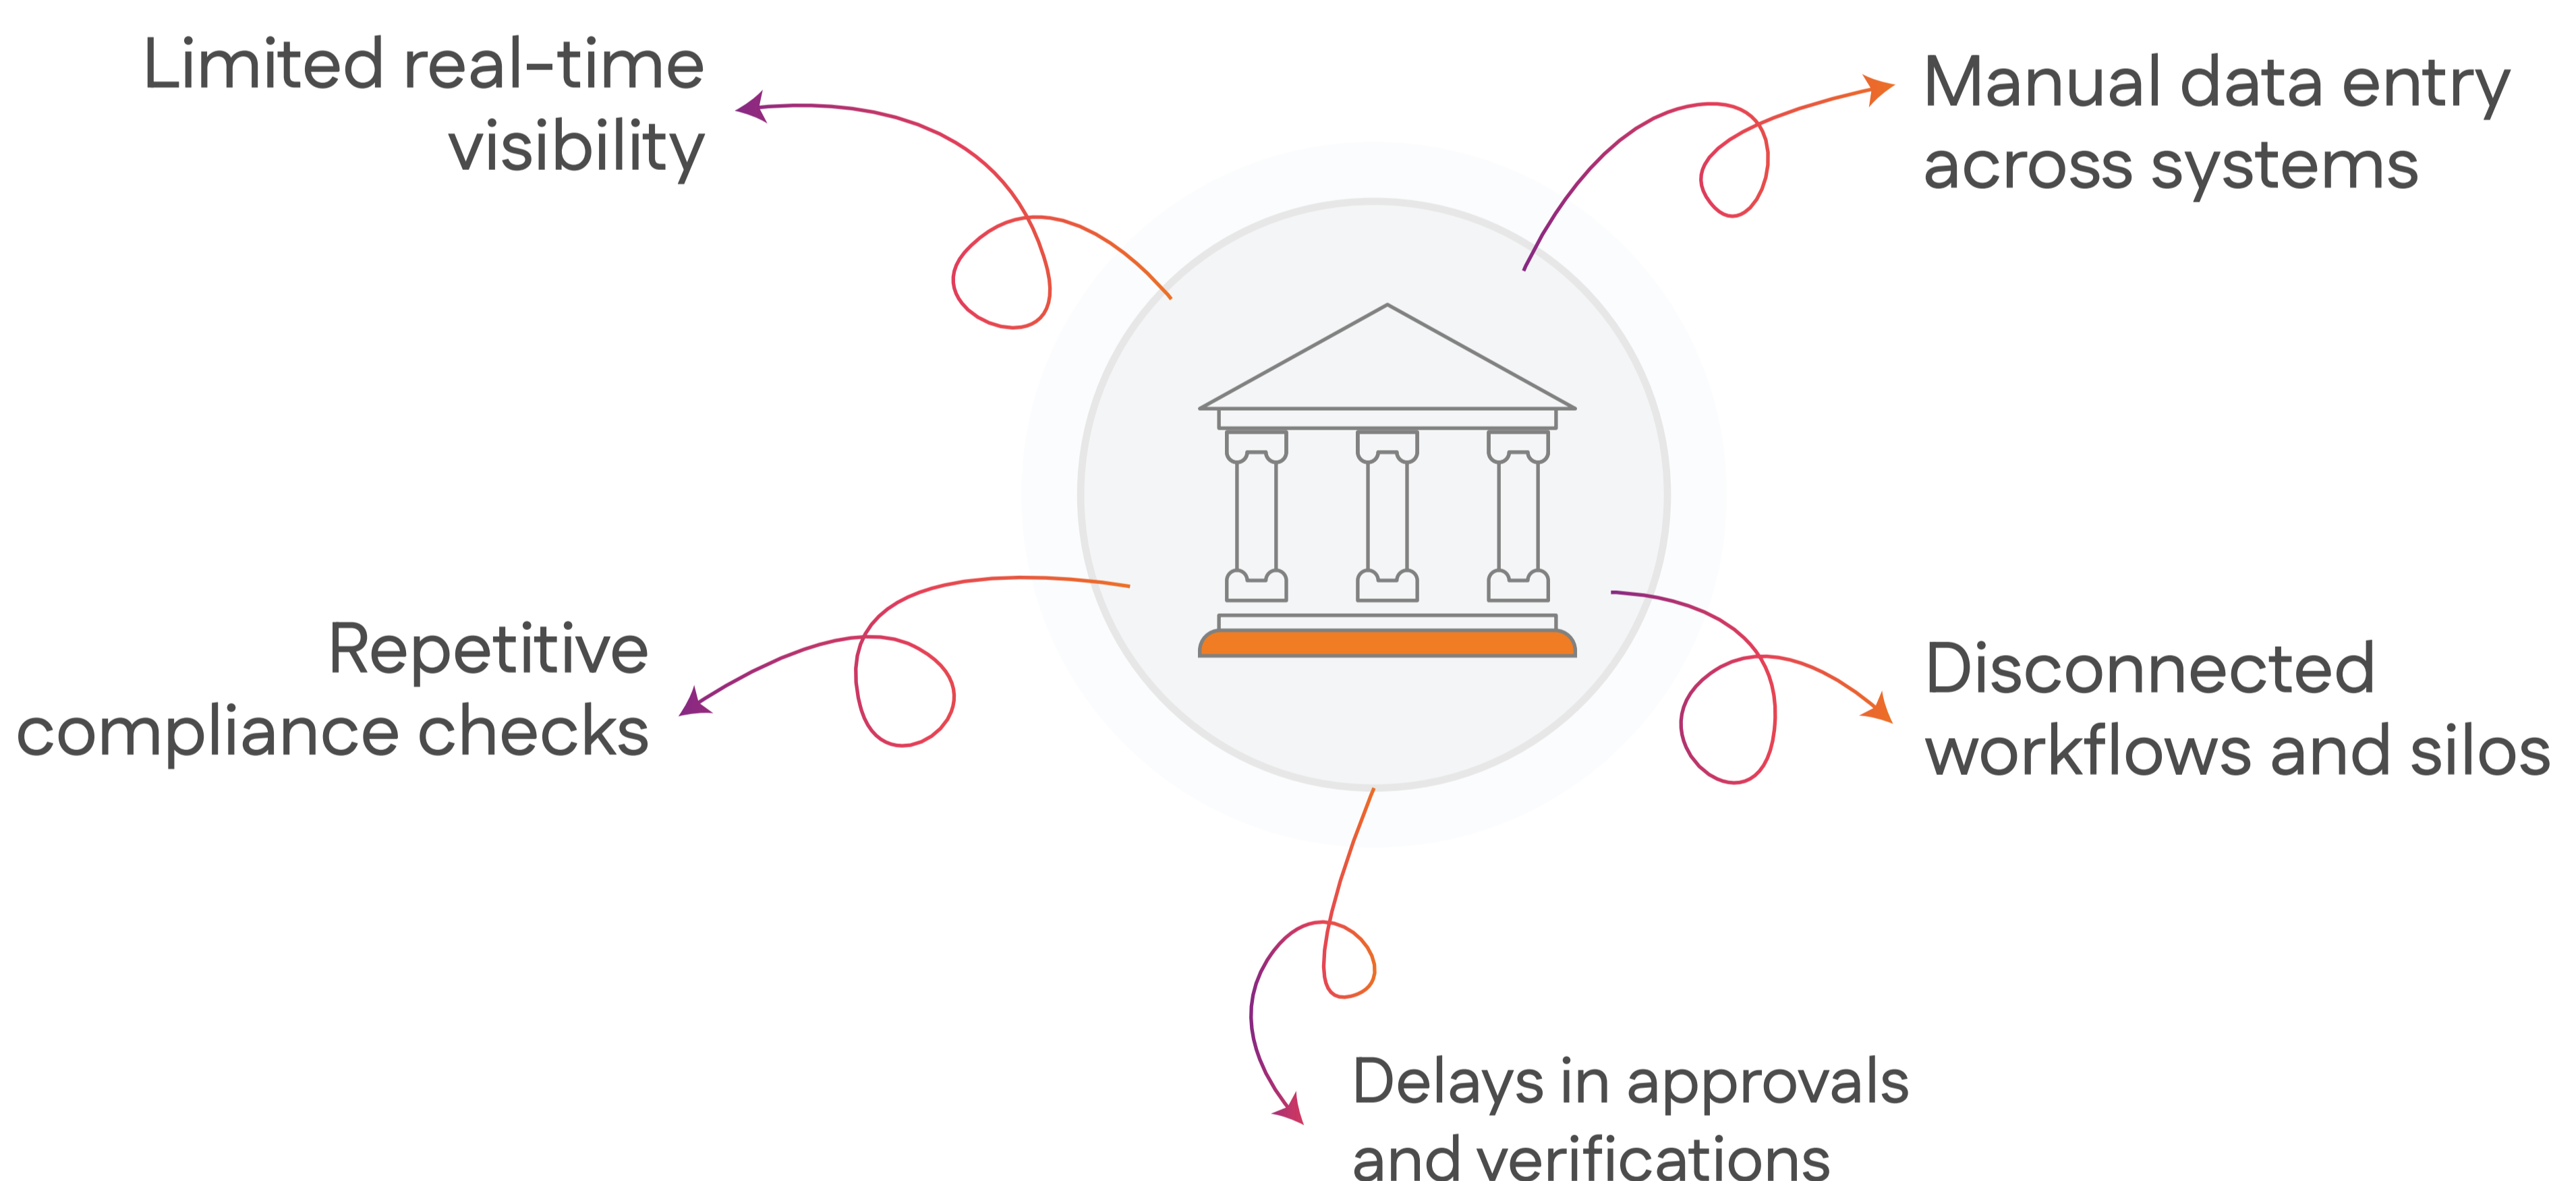 Limited real-time
visibility
Manual data entry
across systems
Repetitive
compliance checks
Disconnected
workflows and silos
Delays in approvals
and verifications